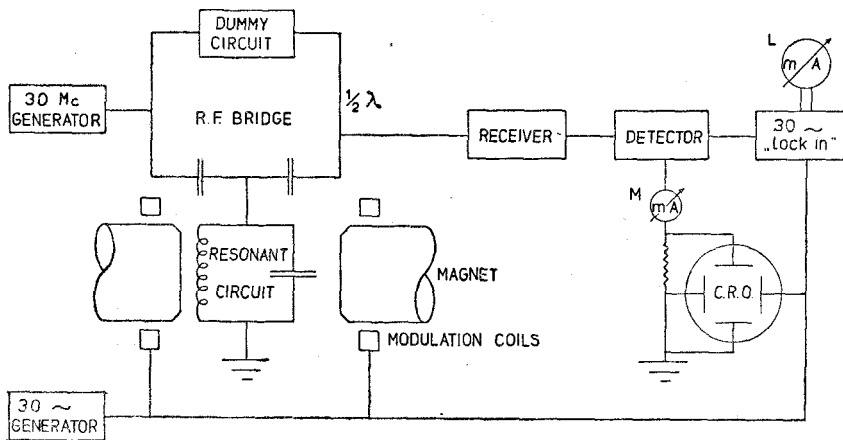 DUMMY
CIRCUIT
L
m A
30 Mc
GENERATOR
R.F. BRIDGE
½ λ
RECEIVER
DETECTOR
30 ~
„lock in"
M
mA
RESONANT
CIRCUIT
MAGNET
C.R.O.
MODULATION COILS
30 ~
GENERATOR